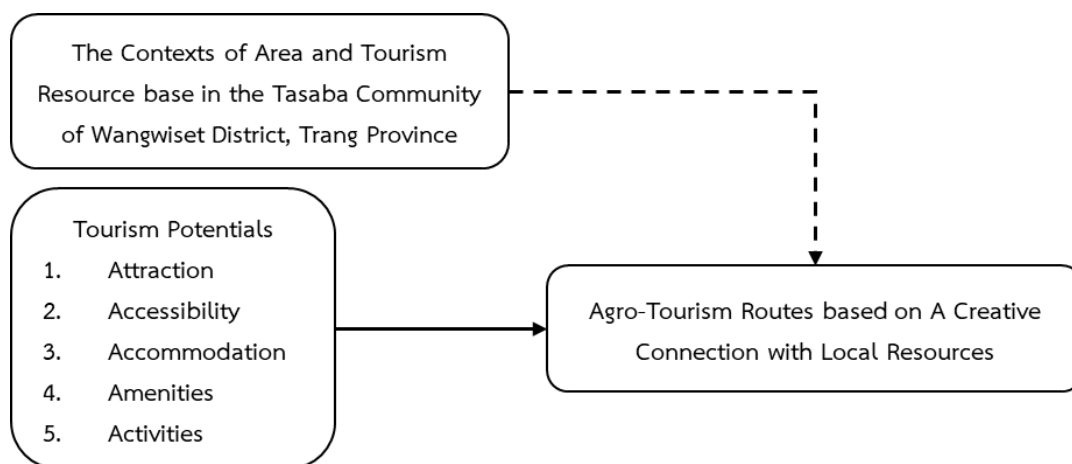 The Contexts of Area and Tourism
Resource base in the Tasaba Community
of Wangwiset District, Trang Province
Tourism Potentials
1. Attraction
2. Accessibility
3. Accommodation
4. Amenities
5. Activities
Agro-Tourism Routes based on A Creative
Connection with Local Resources